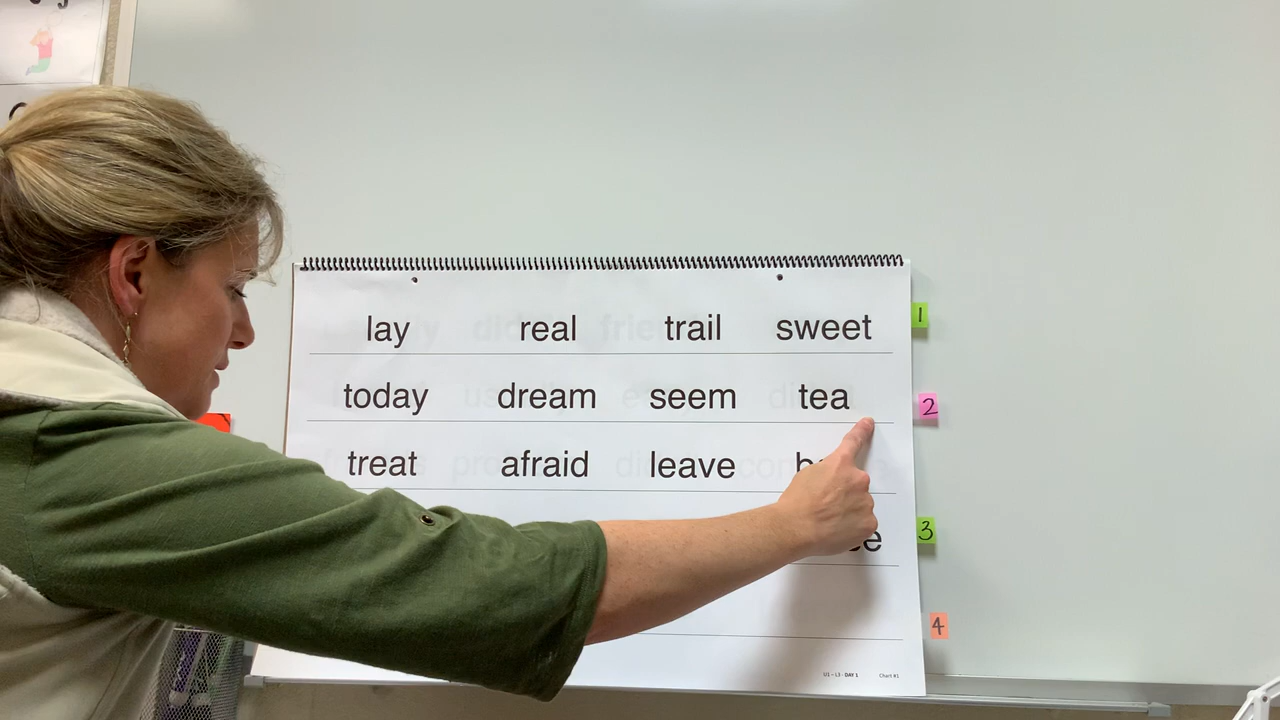 lay real trail sweet
today dream seem tea
treat afraid leave
U1 – L3 - DAY 1 Chart #1
1
2
3
4